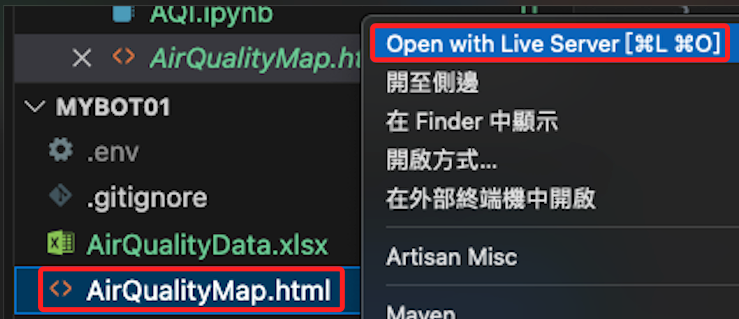 AQI.ipynb
AirQualityMap.ht
MYBOT01
.env
.gitignore
AirQualityData.xlsx
AirQualityMap.html
Open with Live Server [⌘L ⌘O]
開至側邊
在 Finder 中顯示
開啟方式...
在外部終端機中開啟
Artisan Misc
Maven